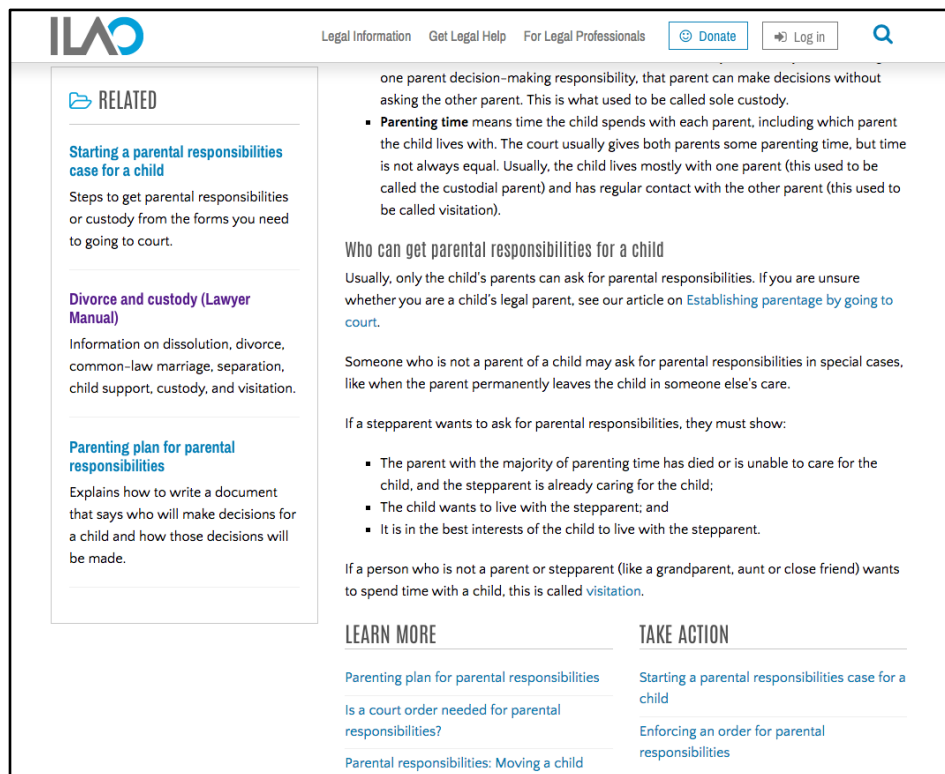 ILAO
Legal Information Get Legal Help For Legal Professionals Donate Log in
RELATED
Starting a parental responsibilities
case for a child
Steps to get parental responsibilities
or custody from the forms you need
to going to court.
Divorce and custody (Lawyer
Manual)
Information on dissolution, divorce,
common-law marriage, separation,
child support, custody, and visitation.
Parenting plan for parental
responsibilities
Explains how to write a document
that says who will make decisions for
a child and how those decisions will
be made.
one parent decision-making responsibility, that parent can make decisions without
asking the other parent. This is what used to be called sole custody.
▪ Parenting time means time the child spends with each parent, including which parent
the child lives with. The court usually gives both parents some parenting time, but time
is not always equal. Usually, the child lives mostly with one parent (this used to be
called the custodial parent) and has regular contact with the other parent (this used to
be called visitation).
Who can get parental responsibilities for a child
Usually, only the child's parents can ask for parental responsibilities. If you are unsure
whether you are a child's legal parent, see our article on Establishing parentage by going to
court.
Someone who is not a parent of a child may ask for parental responsibilities in special cases,
like when the parent permanently leaves the child in someone else's care.
If a stepparent wants to ask for parental responsibilities, they must show:
▪ The parent with the majority of parenting time has died or is unable to care for the
child, and the stepparent is already caring for the child;
▪ The child wants to live with the stepparent; and
▪ It is in the best interests of the child to live with the stepparent.
If a person who is not a parent or stepparent (like a grandparent, aunt or close friend) wants
to spend time with a child, this is called visitation.
LEARN MORE
Parenting plan for parental responsibilities
Is a court order needed for parental
responsibilities?
Parental responsibilities: Moving a child
TAKE ACTION
Starting a parental responsibilities case for a
child
Enforcing an order for parental
responsibilities